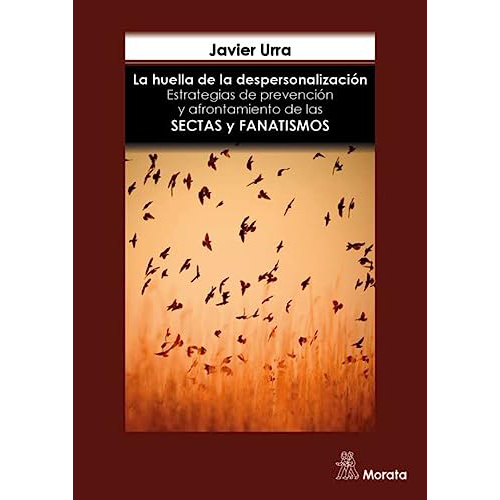 Javier Urra
La huella de la despersonalización
Estrategias de prevención
y afrontamiento de las
SECTAS y FANATISMOS
Morata